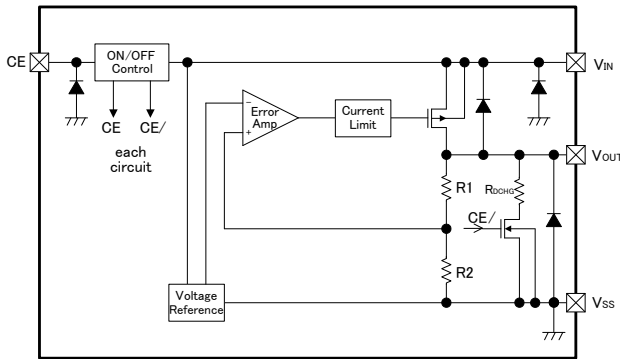 CE
ON/OFF
Control
VIN
CE
CE/
each
circuit
−
Error
Amp
+
Current
Limit
VOUT
R1
RDCHG
CE/
R2
Voltage
Reference
VSS